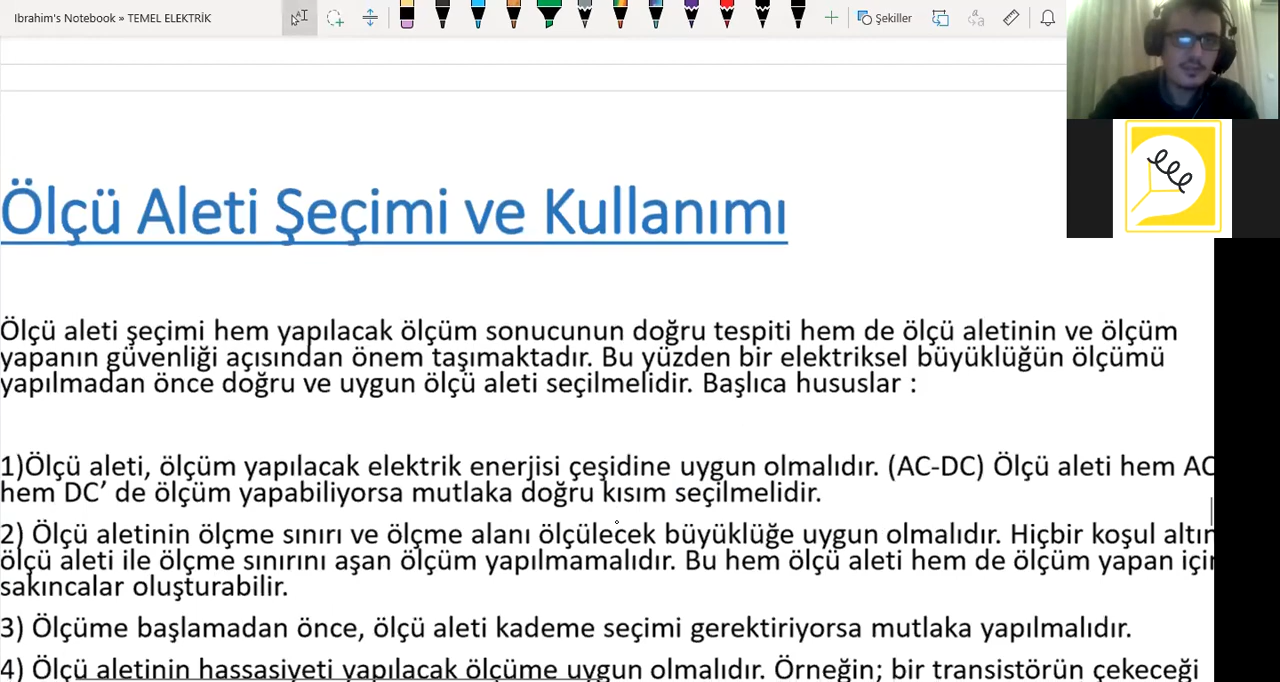 Ibrahim's Notebook » TEMEL ELEKTRİK
Şekiller
Ölçü Aleti Seçimi ve Kullanımı
Ölçü aleti seçimi hem yapılacak ölçüm sonucunun doğru tespiti hem de ölçü aletinin ve ölçüm
yapanın güvenliği açısından önem taşımaktadır. Bu yüzden bir elektriksel büyüklüğün ölçümü
yapılmadan önce doğru ve uygun ölçü aleti seçilmelidir. Başlıca hususlar :
1)Ölçü aleti, ölçüm yapılacak elektrik enerjisi çeşidine uygun olmalıdır. (AC-DC) Ölçü aleti hem AC
hem DC’ de ölçüm yapabiliyorsa mutlaka doğru kısım seçilmelidir.
2) Ölçü aletinin ölçme sınırı ve ölçme alanı ölçülecek büyüklüğe uygun olmalıdır. Hiçbir koşul
ölçü aleti ile ölçme sınırını aşan ölçüm yapılmamalıdır. Bu hem ölçü aleti hem de ölçüm yapan
sakıncalar oluşturabilir.
3) Ölçüme başlamadan önce, ölçü aleti kademe seçimi gerektiriyorsa mutlaka yapılmalıdır.
4) Ölçü aletinin hassasiyeti yapılacak ölçüme uygun olmalıdır. Örneğin; bir transistörün çekeceği